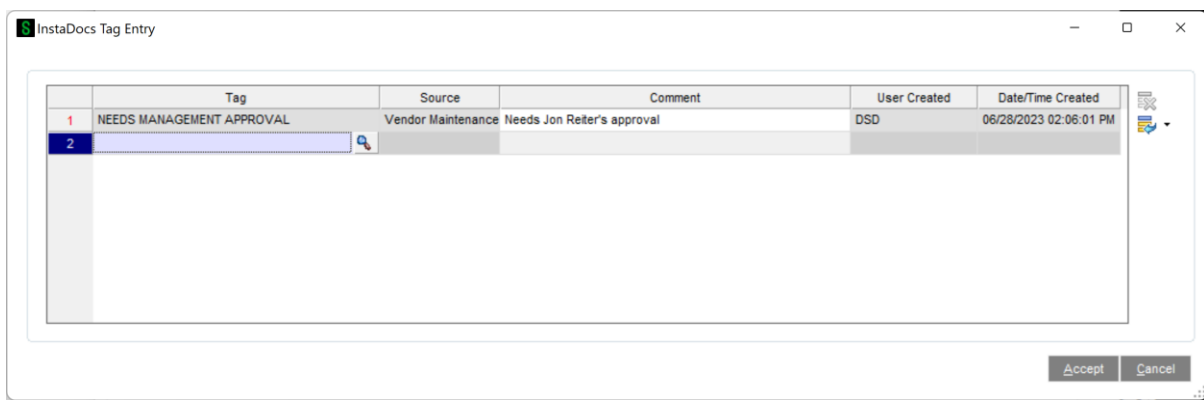 InstaDocs Tag Entry
Tag Source Comment User Created Date/Time Created
1 NEEDS MANAGEMENT APPROVAL Vendor Maintenance Needs Jon Reiter's approval DSD 06/28/2023 02:06:01 PM
2
Accept Cancel